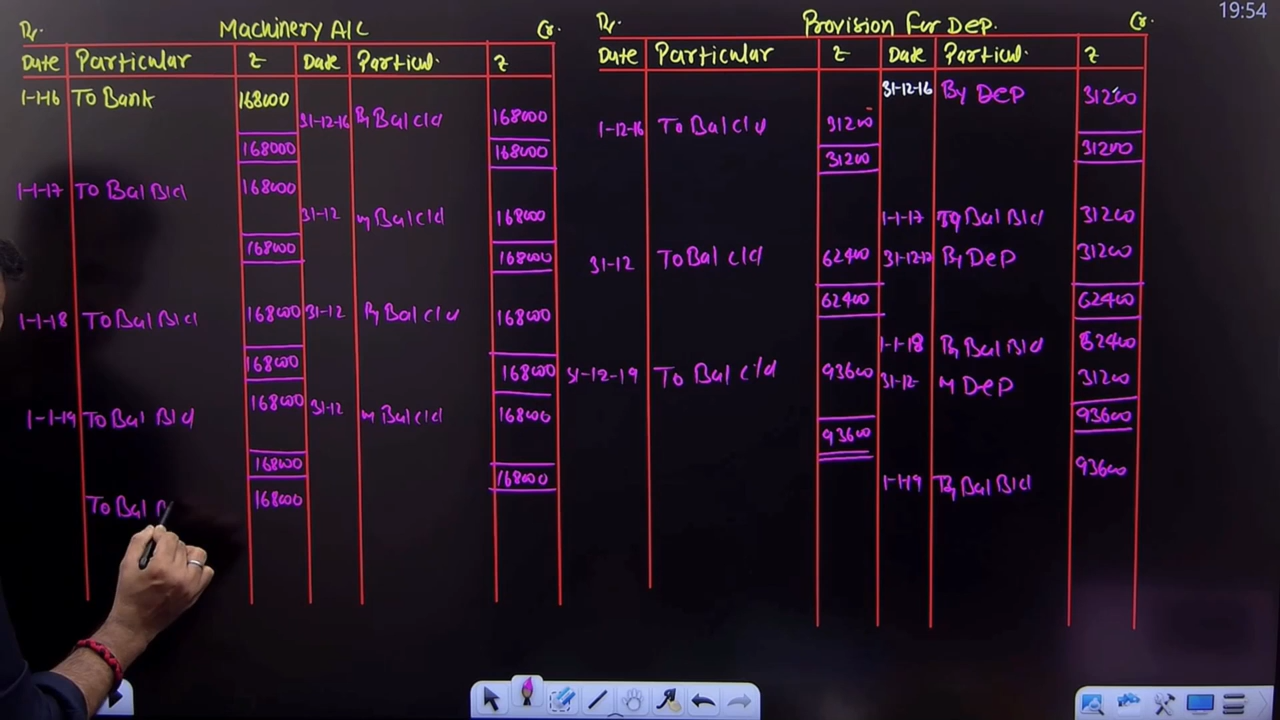 19:54
Dr. Machinery A/C Cr.
Date Particular ₹ Date Particul. ₹
1-1-16 To Bank 168000
31-12-16 By Bal c/d 168000
168000 168000
1-1-17 To Bal B/d 168000
31-12 " Bal c/d 168000
168000 168000
1-1-18 To Bal B/d 168000 31-12 By Bal c/d 168000
168000 168000
1-1-19 To Bal B/d 168000 31-12 " Bal c/d 168000
168000 168000
To Bal B 168000
Dr. Provision For Dep. Cr.
Date Particular ₹ Date Particul. ₹
31-12-16 By Dep 31200
1-12-16 To Bal c/d 31200
31200 31200
1-1-17 Bal B/d 31200
31-12 To Bal c/d 62400 31-12-17 By Dep 31200
62400 62400
1-1-18 By Bal B/d 62400
31-12-19 To Bal c/d 93600 31-12- " Dep 31200
93600 93600
1-1-19 By Bal B/d 93600